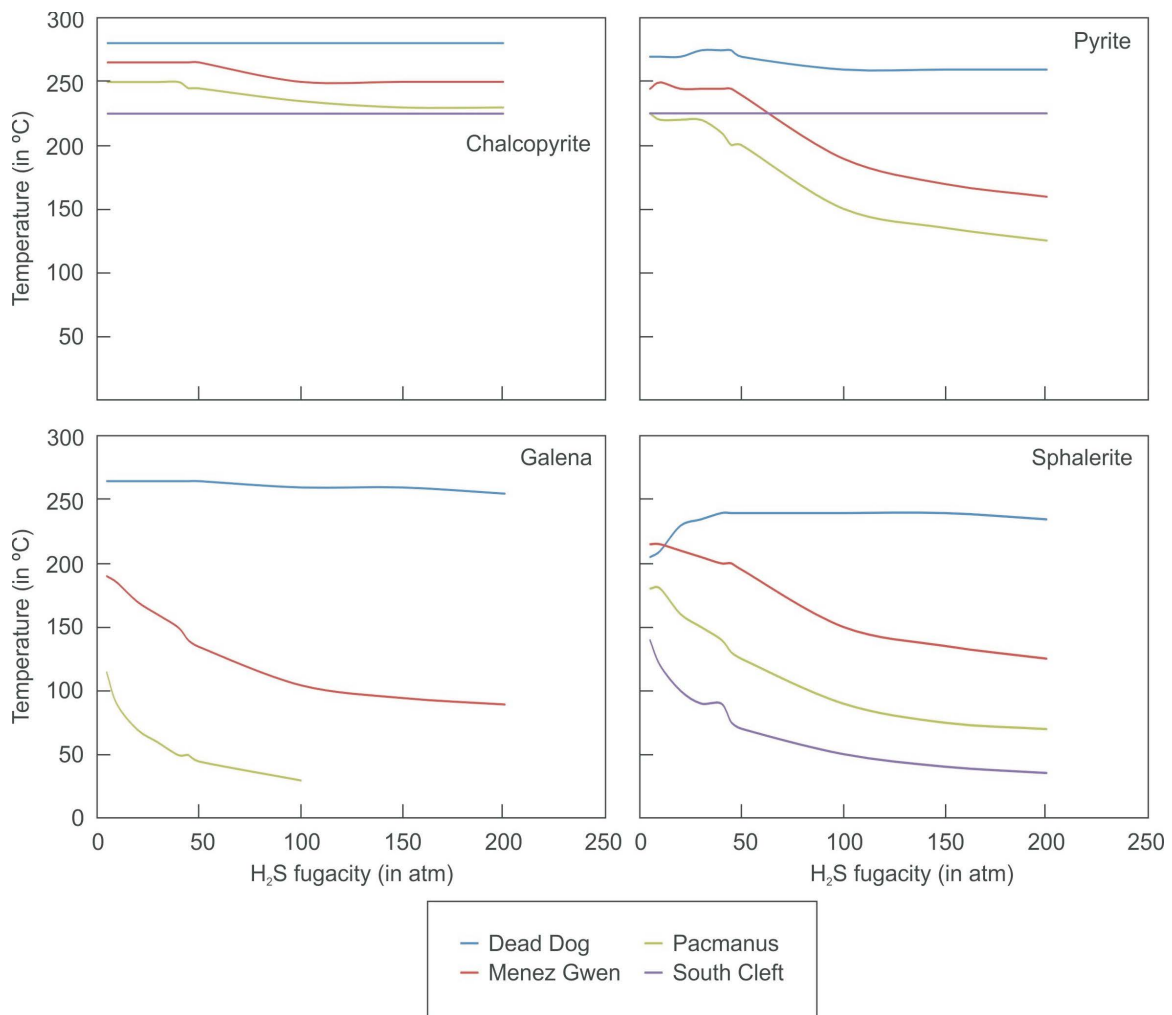 300
250
200
150
100
50
Temperature (in ºC)
Chalcopyrite
Pyrite
300
250
200
150
100
50
0
Temperature (in ºC)
Galena
Sphalerite
0 50 100 150 200 250
H₂S fugacity (in atm)
0 50 100 150 200 250
H₂S fugacity (in atm)
Dead Dog
Menez Gwen
Pacmanus
South Cleft